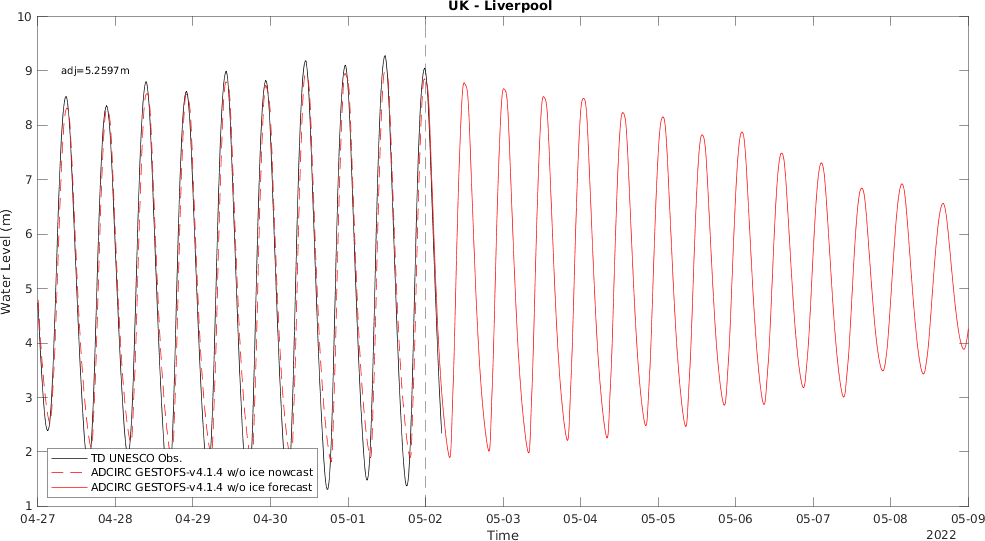 UK - Liverpool
10
9
8
7
6
5
4
3
2
1
Water Level (m)
adj=5.2597m
TD UNESCO Obs.
ADCIRC GESTOFS-v4.1.4 w/o ice nowcast
ADCIRC GESTOFS-v4.1.4 w/o ice forecast
04-27 04-28 04-29 04-30 05-01 05-02 05-03 05-04 05-05 05-06 05-07 05-08 05-09
Time
2022